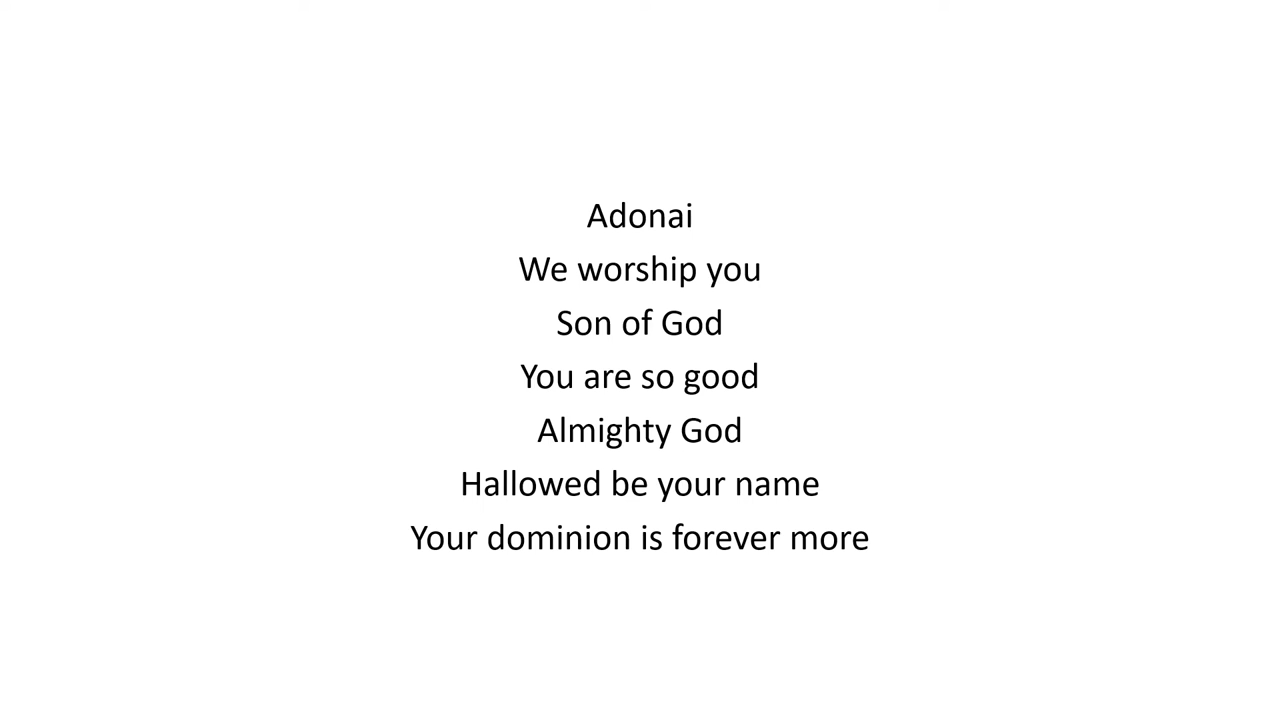 Adonai
We worship you
Son of God
You are so good
Almighty God
Hallowed be your name
Your dominion is forever more